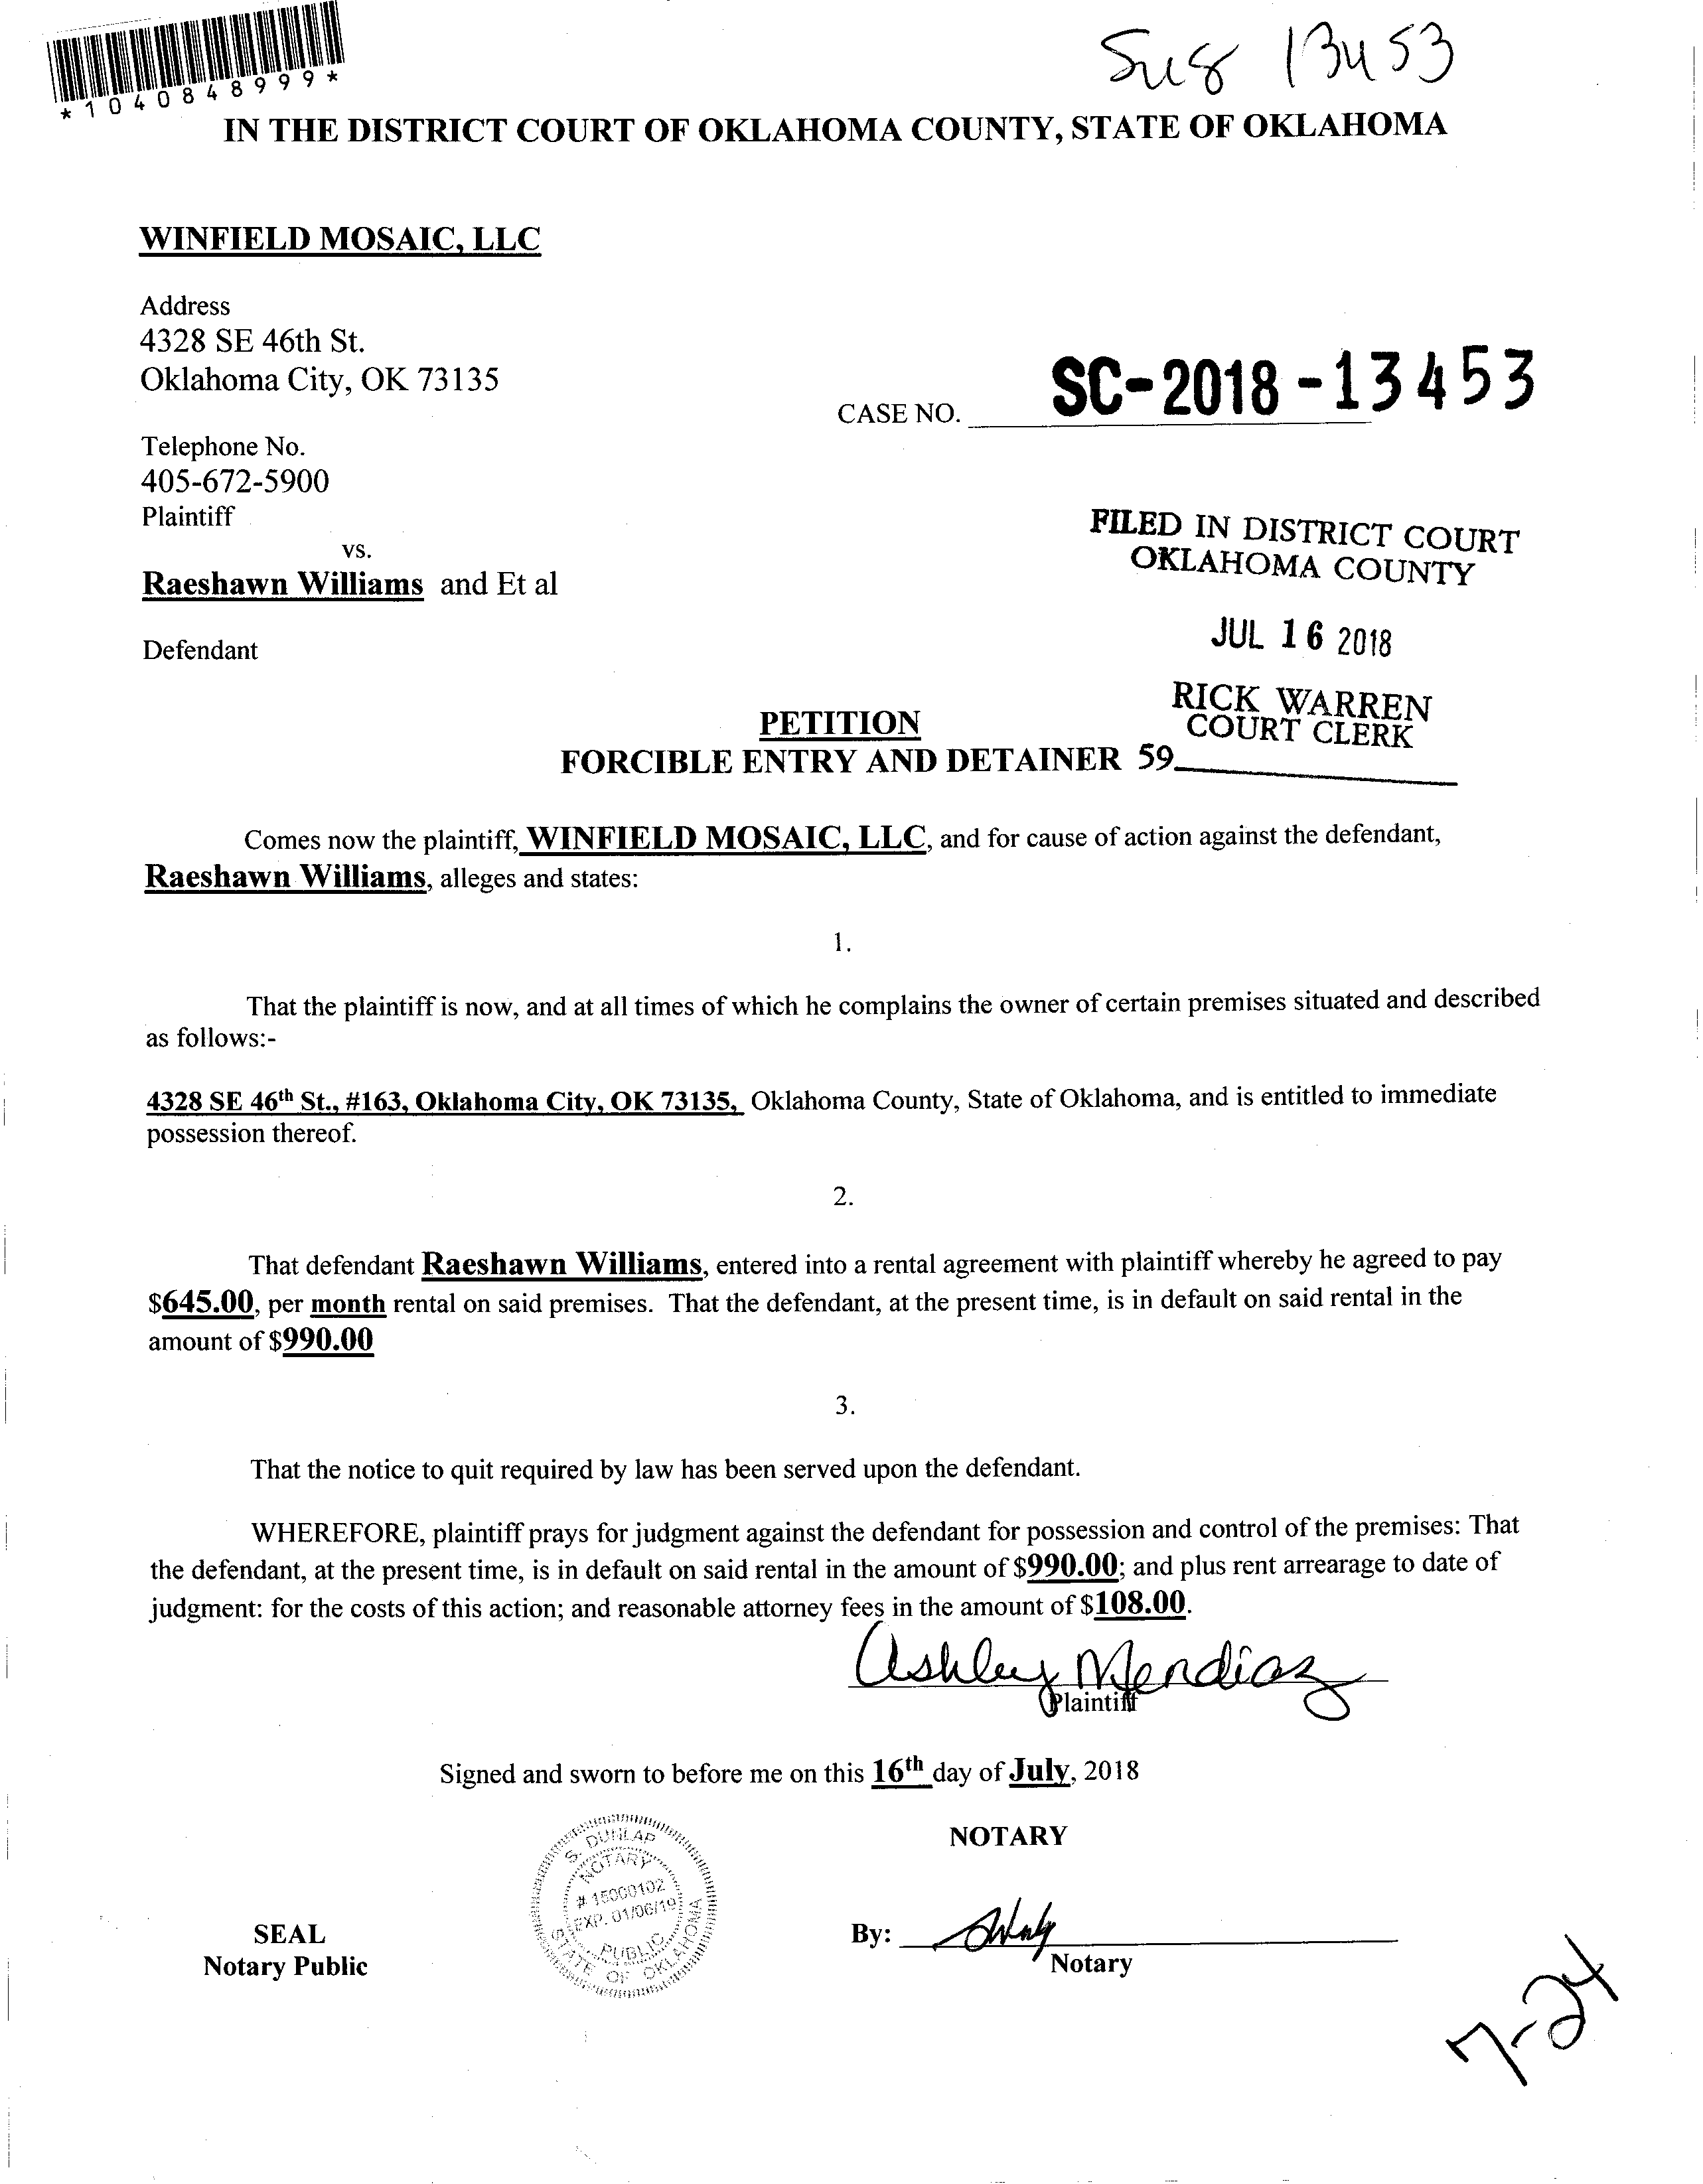 *1040848999*
13453
IN THE DISTRICT COURT OF OKLAHOMA COUNTY, STATE OF OKLAHOMA
WINFIELD MOSAIC, LLC
Address
4328 SE 46th St.
Oklahoma City, OK 73135
CASE NO. SC-2018-13453
Telephone No.
405-672-5900
Plaintiff
vs.
Raeshawn Williams and Et al
Defendant
FILED IN DISTRICT COURT
OKLAHOMA COUNTY
JUL 16 2018
RICK WARREN
COURT CLERK
59
PETITION
FORCIBLE ENTRY AND DETAINER
Comes now the plaintiff, WINFIELD MOSAIC, LLC, and for cause of action against the defendant,
Raeshawn Williams, alleges and states:
1.
That the plaintiff is now, and at all times of which he complains the owner of certain premises situated and described
as follows:-
4328 SE 46th St., #163, Oklahoma City, OK 73135, Oklahoma County, State of Oklahoma, and is entitled to immediate
possession thereof.
2.
That defendant Raeshawn Williams, entered into a rental agreement with plaintiff whereby he agreed to pay
$645.00, per month rental on said premises. That the defendant, at the present time, is in default on said rental in the
amount of $990.00
3.
That the notice to quit required by law has been served upon the defendant.
WHEREFORE, plaintiff prays for judgment against the defendant for possession and control of the premises: That
the defendant, at the present time, is in default on said rental in the amount of $990.00; and plus rent arrearage to date of
judgment: for the costs of this action; and reasonable attorney fees in the amount of $108.00.
Ashley Mendiaz
Plaintiff
Signed and sworn to before me on this 16th day of July, 2018
NOTARY
S. DUNLAP
NOTARY
# 15000102
EXP. 01/06/19
PUBLIC
STATE OF OKLAHOMA
SEAL
Notary Public
By:
Notary
7-24